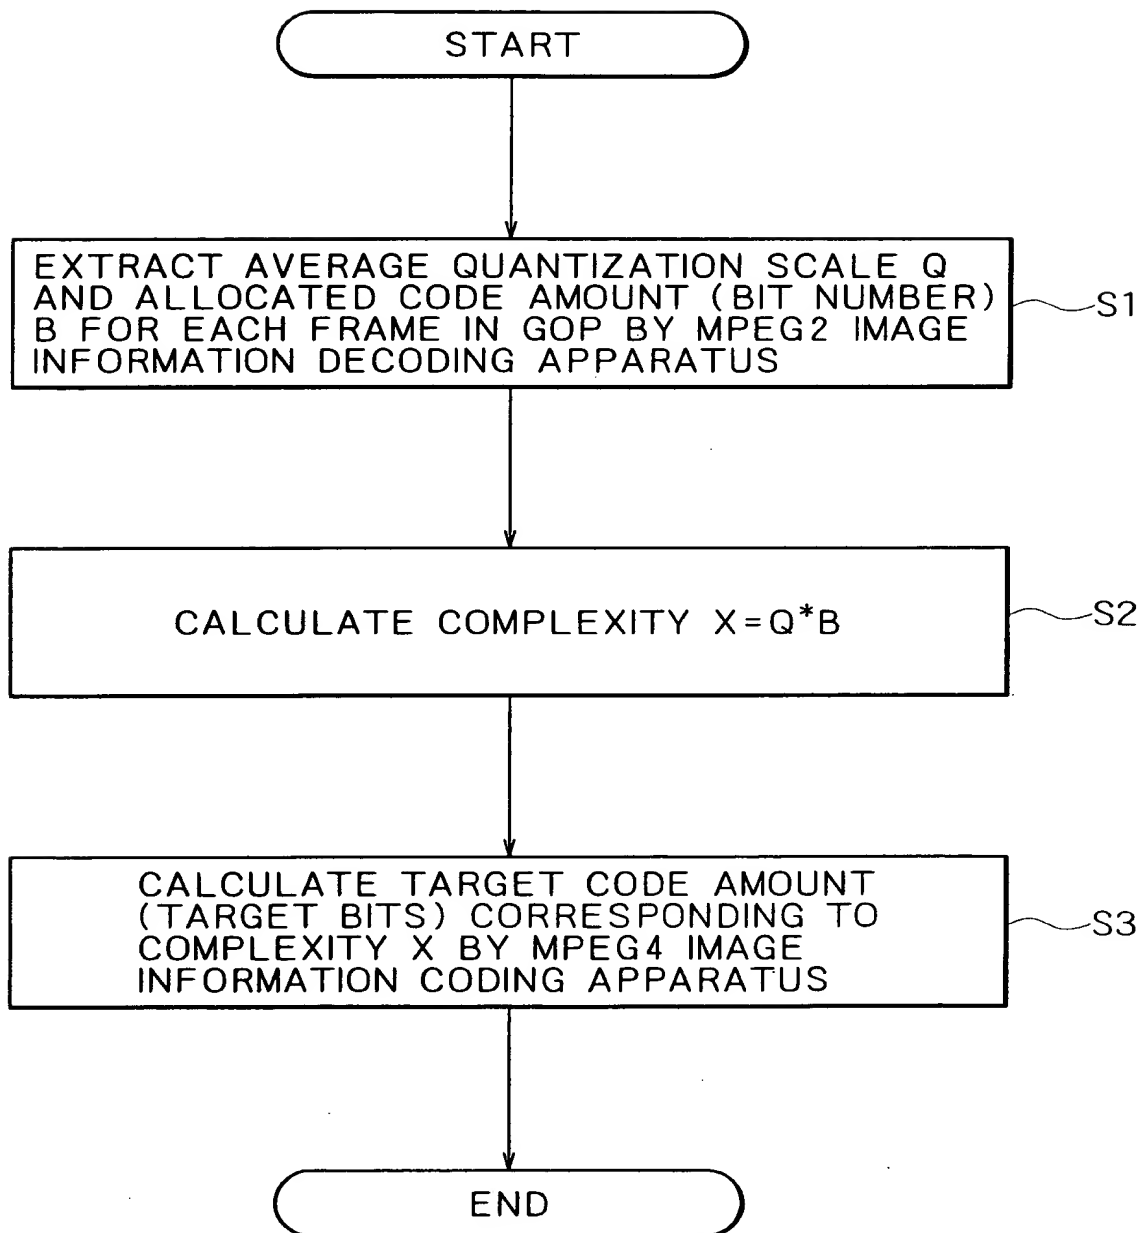 START
EXTRACT AVERAGE QUANTIZATION SCALE Q
AND ALLOCATED CODE AMOUNT (BIT NUMBER)
B FOR EACH FRAME IN GOP BY MPEG2 IMAGE
INFORMATION DECODING APPARATUS
S1
CALCULATE COMPLEXITY X=Q*B
S2
CALCULATE TARGET CODE AMOUNT
(TARGET BITS) CORRESPONDING TO
COMPLEXITY X BY MPEG4 IMAGE
INFORMATION CODING APPARATUS
S3
END